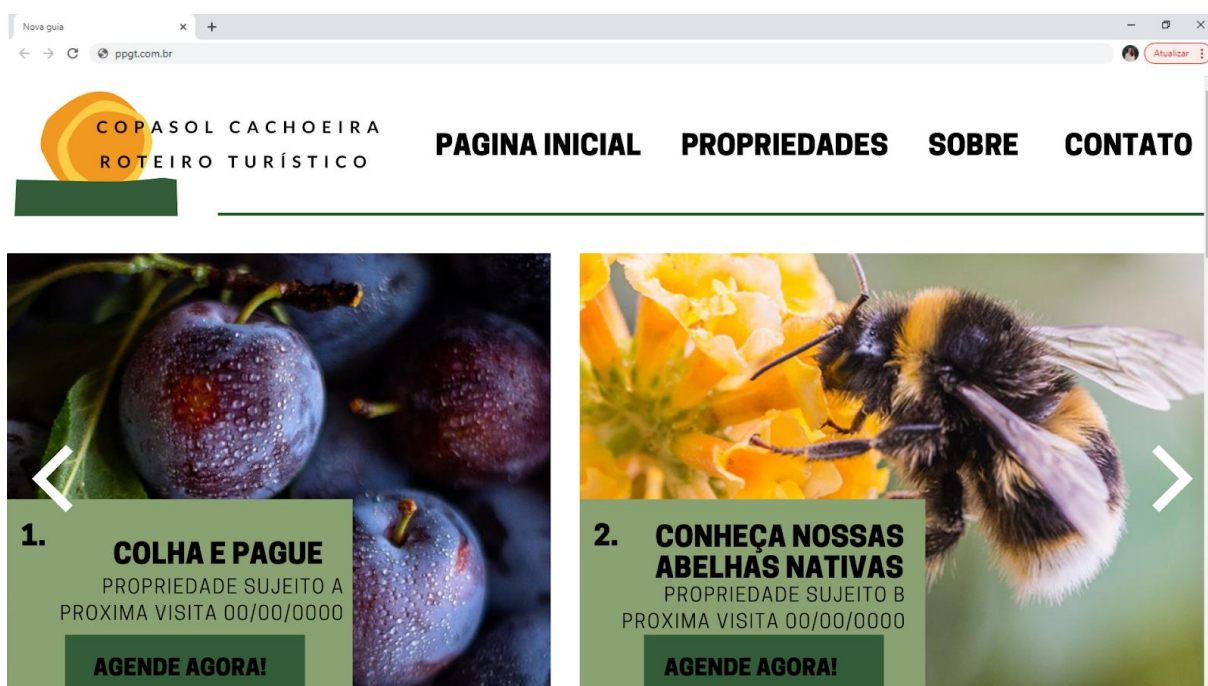 Nova guia
ppgt.com.br
Atualizar
COPASOL CACHOEIRA
ROTEIRO TURÍSTICO
PAGINA INICIAL PROPRIEDADES SOBRE CONTATO
1.
COLHA E PAGUE
PROPRIEDADE SUJEITO A
PROXIMA VISITA 00/00/0000
AGENDE AGORA!
2.
CONHEÇA NOSSAS
ABELHAS NATIVAS
PROPRIEDADE SUJEITO B
PROXIMA VISITA 00/00/0000
AGENDE AGORA!